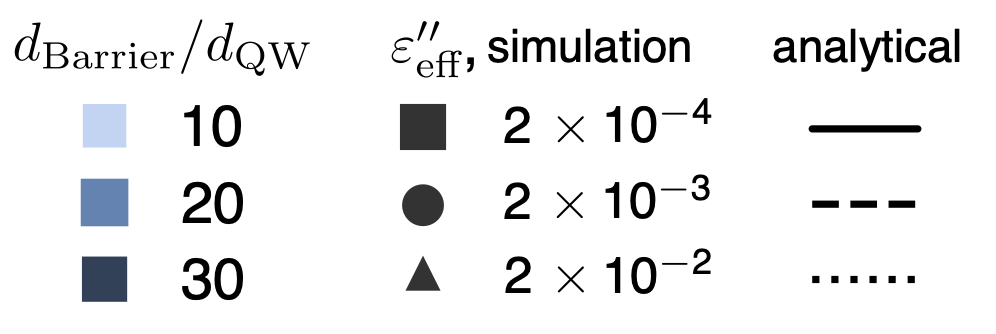 d_Barrier/d_QW ε″_eff, simulation analytical
10 2 × 10⁻⁴
20 2 × 10⁻³
30 2 × 10⁻²